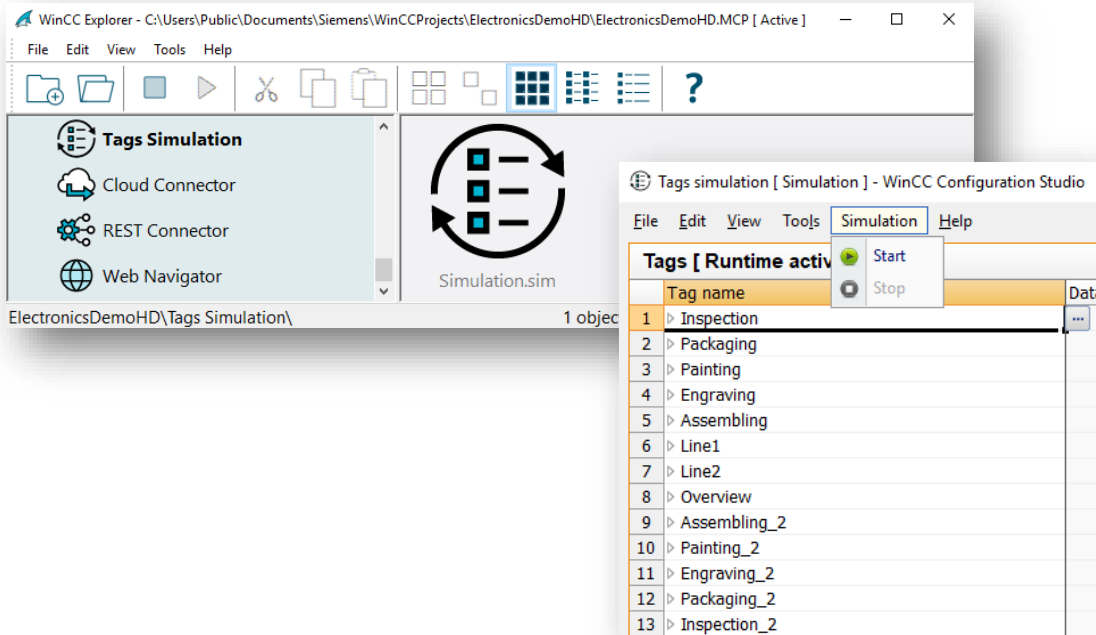 WinCC Explorer - C:\Users\Public\Documents\Siemens\WinCCProjects\ElectronicsDemoHD\ElectronicsDemoHD.MCP [ Active ]
File Edit View Tools Help
?
Tags Simulation
Cloud Connector
REST Connector
Web Navigator
Simulation.sim
ElectronicsDemoHD\Tags Simulation\ 1 objec
Tags simulation [ Simulation ] - WinCC Configuration Studio
File Edit View Tools Simulation Help
Tags [ Runtime activ
Start
Stop
Tag name Dat
1 Inspection ...
2 Packaging
3 Painting
4 Engraving
5 Assembling
6 Line1
7 Line2
8 Overview
9 Assembling_2
10 Painting_2
11 Engraving_2
12 Packaging_2
13 Inspection_2